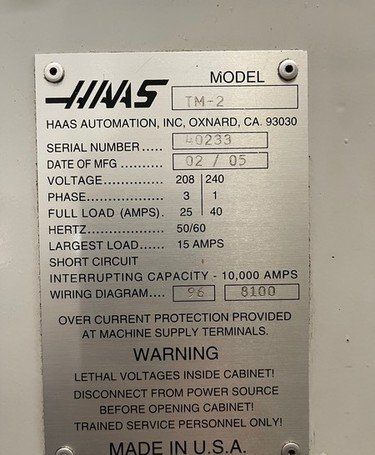 HAAS
MODEL
TM-2
HAAS AUTOMATION, INC, OXNARD, CA. 93030
SERIAL NUMBER ..... 40233
DATE OF MFG ........ 02 / 05
VOLTAGE............... 208 | 240
PHASE.................. 3 | 1
FULL LOAD (AMPS). 25 | 40
HERTZ.................. 50/60
LARGEST LOAD...... 15 AMPS
SHORT CIRCUIT
INTERRUPTING CAPACITY - 10,000 AMPS
WIRING DIAGRAM.... 96 8100
OVER CURRENT PROTECTION PROVIDED
AT MACHINE SUPPLY TERMINALS.
WARNING
LETHAL VOLTAGES INSIDE CABINET!
DISCONNECT FROM POWER SOURCE
BEFORE OPENING CABINET!
TRAINED SERVICE PERSONNEL ONLY!
MADE IN U.S.A.